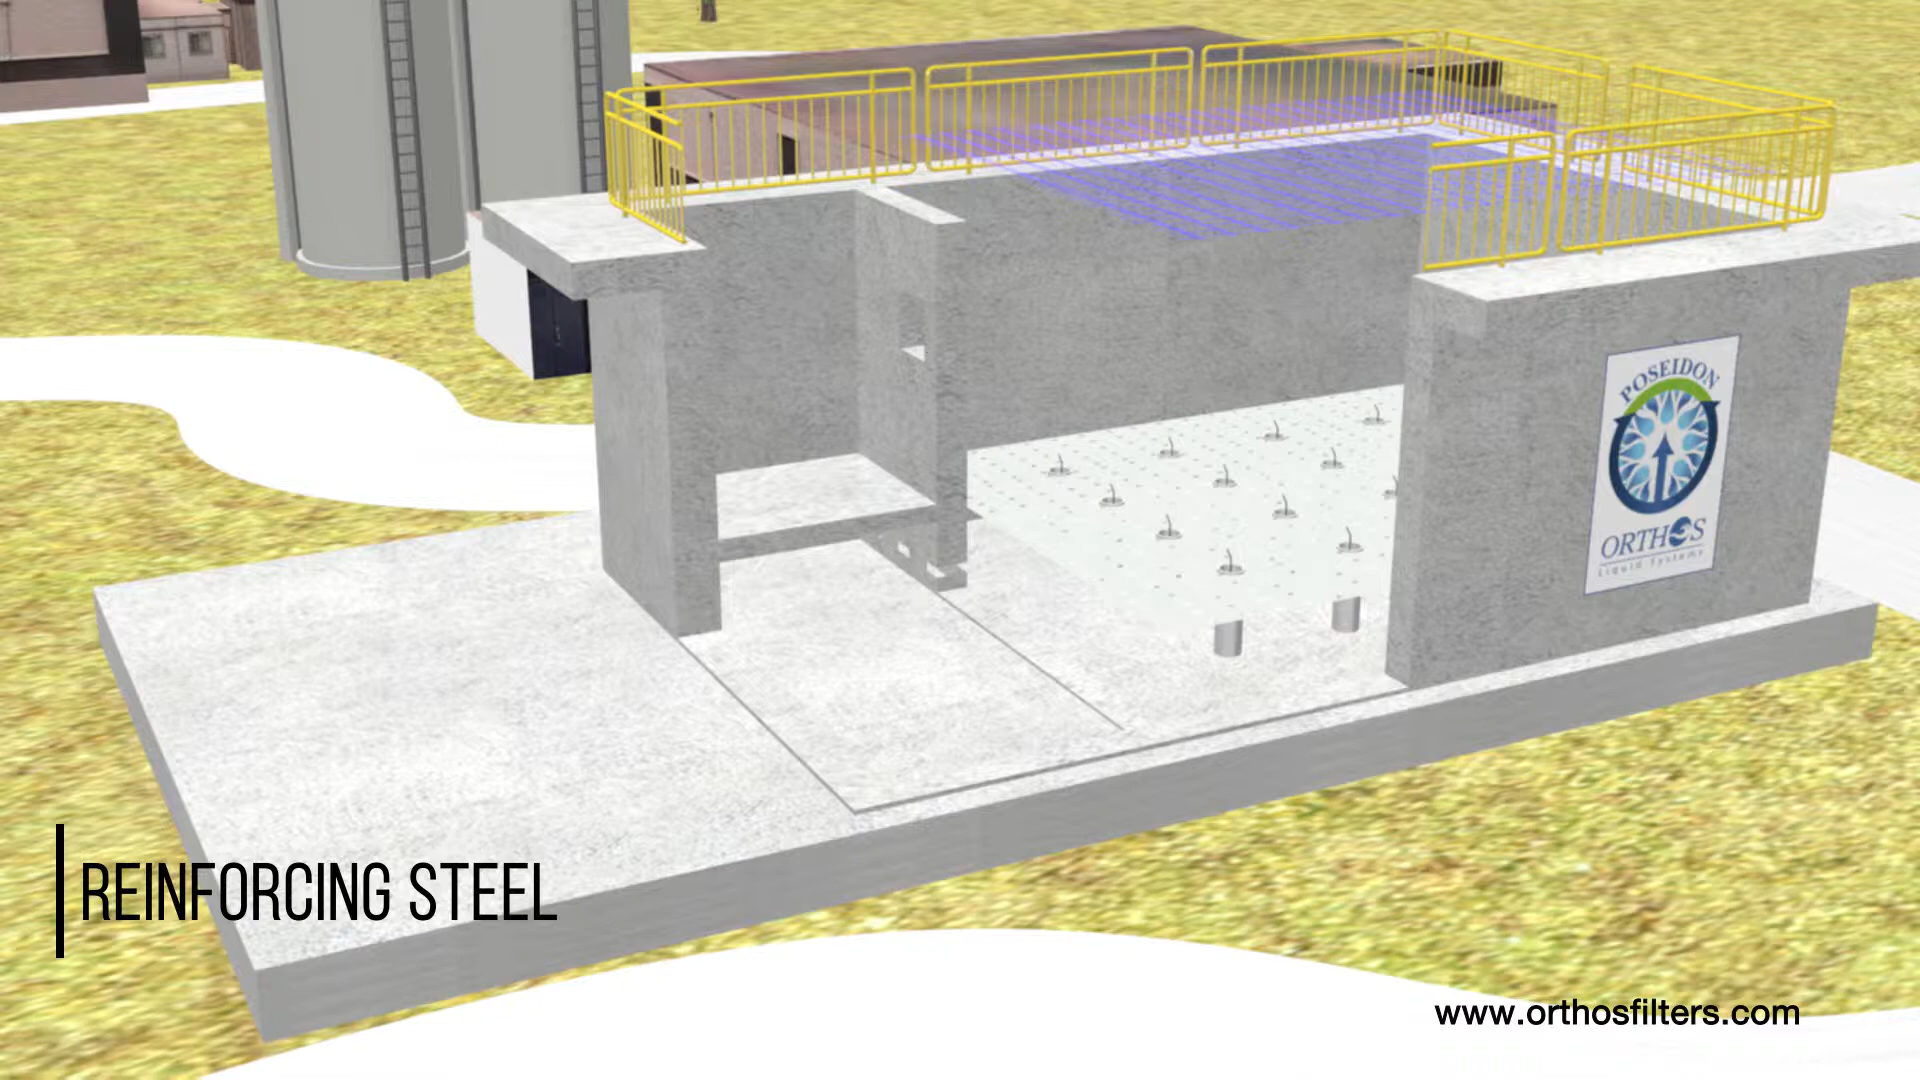 POSEIDON
ORTHOS
Liquid Systems
REINFORCING STEEL
www.orthosfilters.com